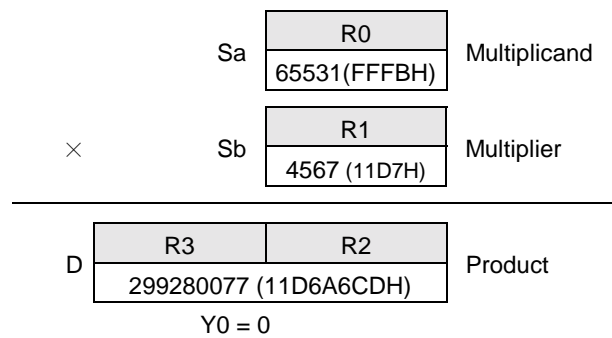 R0
Sa
65531(FFFBH)
Multiplicand
R1
× Sb
4567 (11D7H)
Multiplier
R3 R2
D
299280077 (11D6A6CDH)
Product
Y0 = 0